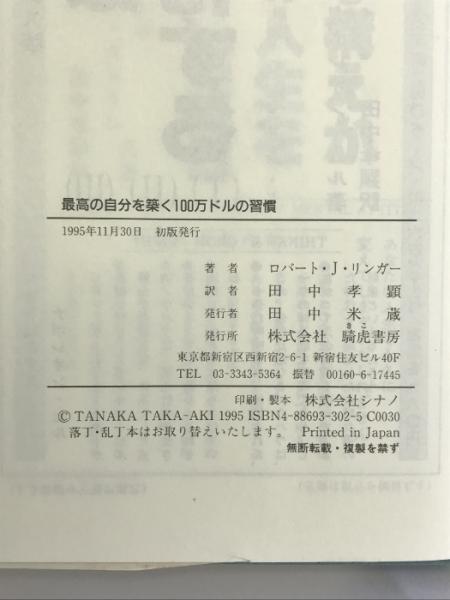 最高の自分を築く100万ドルの習慣
1995年11月30日　初版発行
著者　ロバート・J・リンガー
訳者　田中孝顕
発行者　田中米蔵
きこ
発行所　株式会社　騎虎書房
東京都新宿区西新宿2-6-1 新宿住友ビル40F
TEL　03-3343-5364　振替　00160-6-17445
印刷・製本　株式会社シナノ
© TANAKA TAKA-AKI 1995 ISBN4-88693-302-5 C0030
落丁・乱丁本はお取り替えいたします。　Printed in Japan
無断転載・複製を禁ず